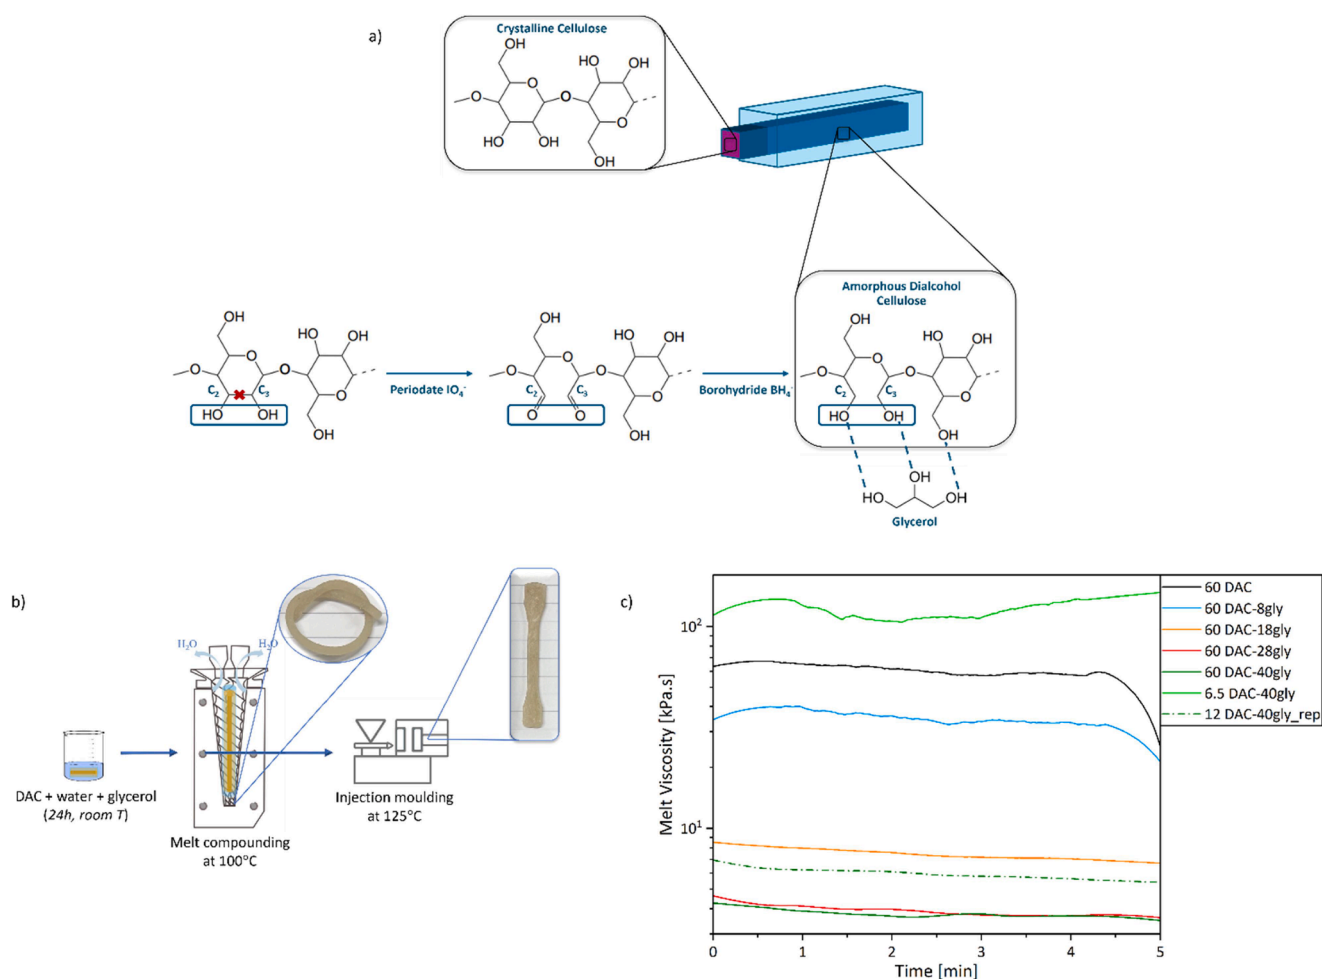 a)
Crystalline Cellulose
OH
HO
OH
O
O
O
O
HO
OH
O
OH
Amorphous Dialcohol
Cellulose
OH
HO
OH
O
O
O
O
C₂
C₃
HO
OH
OH
OH
HO
OH
Glycerol
OH
HO
OH
O
O
O
O
C₂
C₃
HO
OH
OH
Periodate IO₄⁻
OH
HO
OH
O
O
O
O
C₂
C₃
O
O
OH
Borohydride BH₄⁻
b)
H₂O
H₂O
DAC + water + glycerol
(24h, room T)
Melt compounding
at 100°C
Injection moulding
at 125°C
c)
Melt Viscosity [kPa.s]
10²
10¹
0
1
2
3
4
5
Time [min]
60 DAC
60 DAC-8gly
60 DAC-18gly
60 DAC-28gly
60 DAC-40gly
6.5 DAC-40gly
12 DAC-40gly_rep